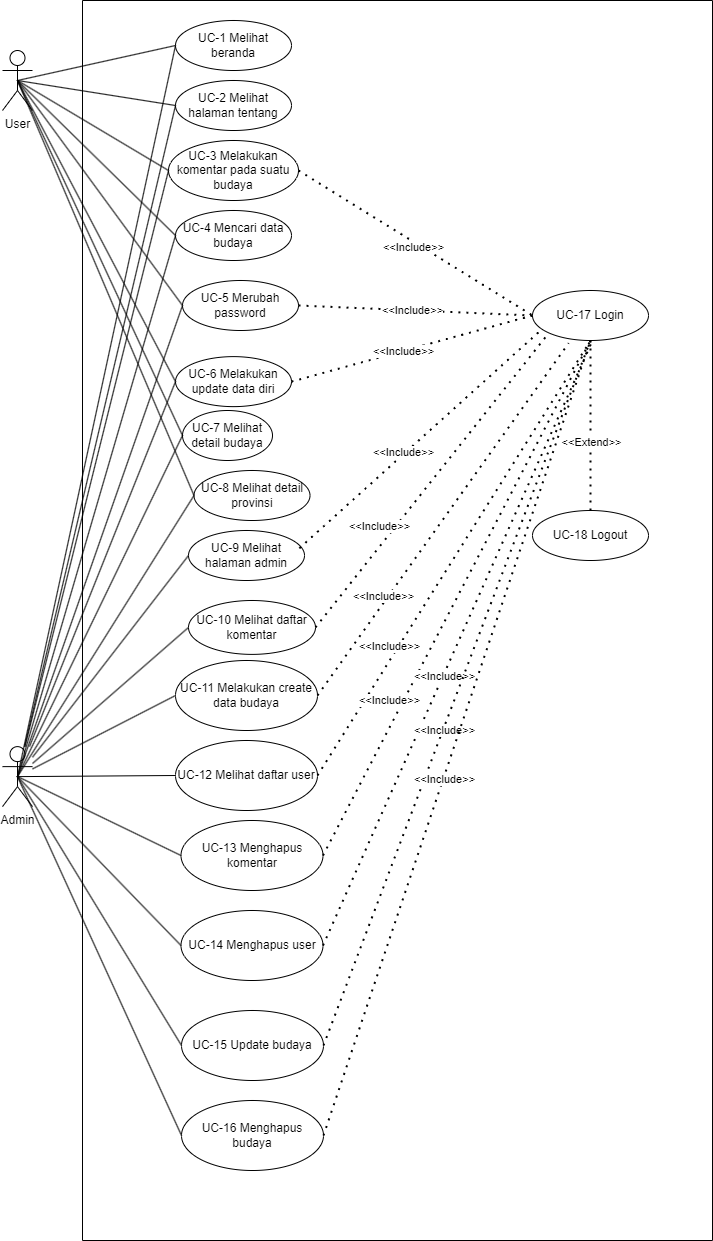 UC-1 Melihat
beranda
User
UC-2 Melihat
halaman tentang
UC-3 Melakukan
komentar pada suatu
budaya
UC-4 Mencari data
budaya
<<Include>>
UC-5 Merubah
password
<<Include>>
UC-17 Login
<<Include>>
UC-6 Melakukan
update data diri
UC-7 Melihat
detail budaya
<<Extend>>
<<Include>>
UC-8 Melihat detail
provinsi
<<Include>>
UC-18 Logout
UC-9 Melihat
halaman admin
<<Include>>
UC-10 Melihat daftar
komentar
<<Include>>
<<Include>>
UC-11 Melakukan create
data budaya
<<Include>>
<<Include>>
UC-12 Melihat daftar user
<<Include>>
Admin
UC-13 Menghapus
komentar
UC-14 Menghapus user
UC-15 Update budaya
UC-16 Menghapus
budaya